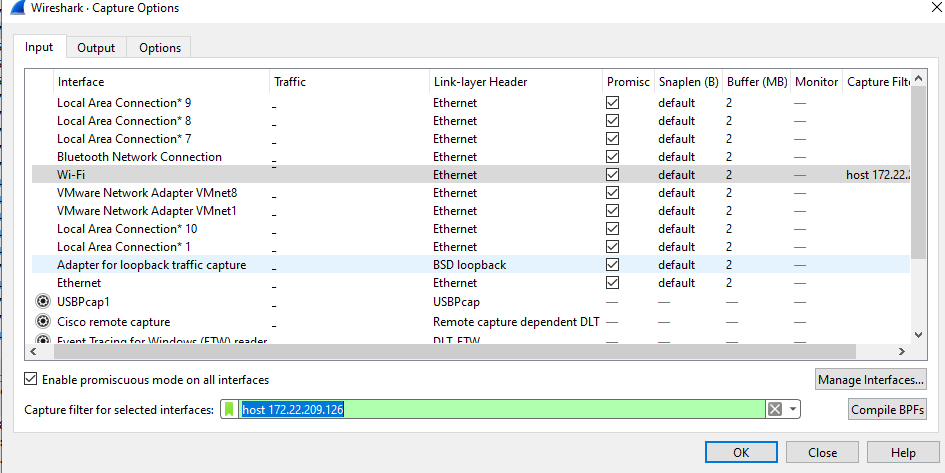 Wireshark · Capture Options
Input Output Options
Interface Traffic Link-layer Header Promisc Snaplen (B) Buffer (MB) Monitor Capture Filte
Local Area Connection* 9 _ Ethernet default 2 —
Local Area Connection* 8 _ Ethernet default 2 —
Local Area Connection* 7 _ Ethernet default 2 —
Bluetooth Network Connection _ Ethernet default 2 —
Wi-Fi Ethernet default 2 — host 172.22.2
VMware Network Adapter VMnet8 _ Ethernet default 2 —
VMware Network Adapter VMnet1 _ Ethernet default 2 —
Local Area Connection* 10 _ Ethernet default 2 —
Local Area Connection* 1 _ Ethernet default 2 —
Adapter for loopback traffic capture _ BSD loopback default 2 —
Ethernet _ Ethernet default 2 —
USBPcap1 _ USBPcap — — — —
Cisco remote capture _ Remote capture dependent DLT — — — —
Event Tracing for Windows (ETW) reader DLT_ETW
Enable promiscuous mode on all interfaces Manage Interfaces...
Capture filter for selected interfaces: host 172.22.209.126 Compile BPFs
OK Close Help